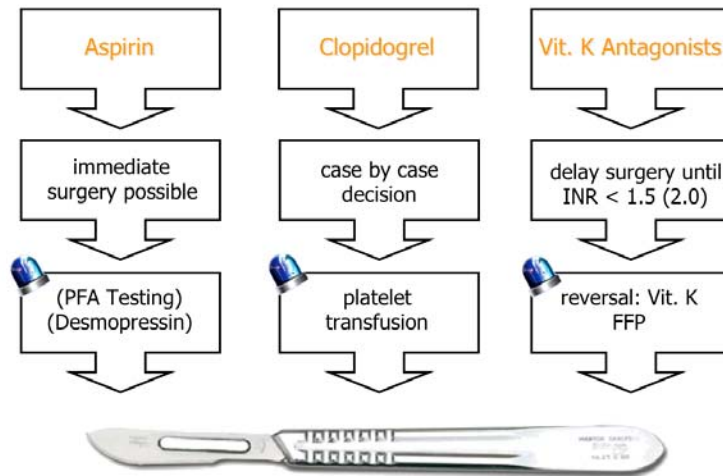 Aspirin
Clopidogrel
Vit. K Antagonists
immediate
surgery possible
case by case
decision
delay surgery until
INR < 1.5 (2.0)
(PFA Testing)
(Desmopressin)
platelet
transfusion
reversal: Vit. K
FFP